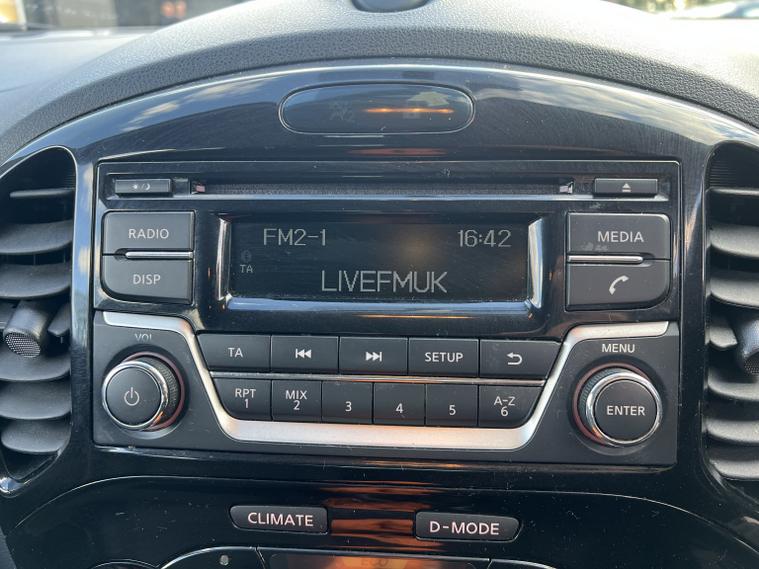 RADIO
DISP
FM2-1
16:42
TA
LIVEFMUK
MEDIA
VOL
TA
SETUP
MENU
RPT
1
MIX
2
3
4
5
A-Z
6
ENTER
CLIMATE
D-MODE